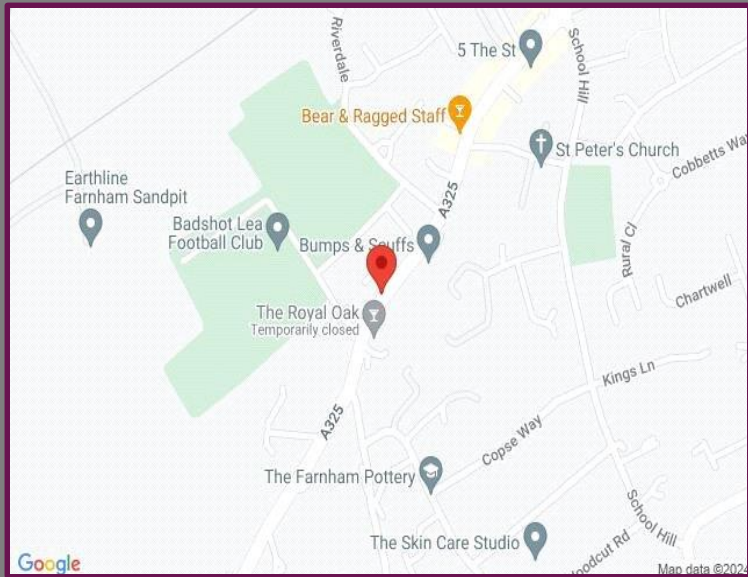 Riverdale
5 The St
School Hill
Bear & Ragged Staff
St Peter's Church
Cobbetts Way
Earthline
Farnham Sandpit
A325
Badshot Lea
Football Club
Bumps & Scuffs
Rural Cl
Chartwell
The Royal Oak
Temporarily closed
Kings Ln
A325
Copse Way
The Farnham Pottery
School Hill
The Skin Care Studio
Rd
Google
Map data ©2024